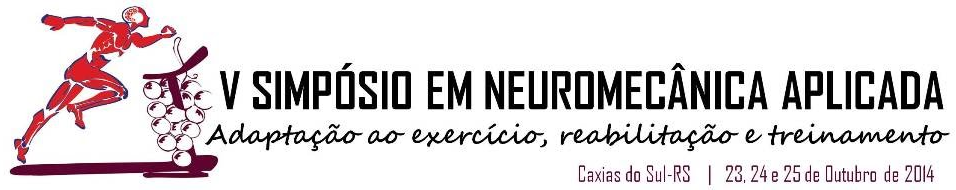 V SIMPÓSIO EM NEUROMECÂNICA APLICADA
Adaptação ao exercício, reabilitação e treinamento
Caxias do Sul-RS | 23, 24 e 25 de Outubro de 2014